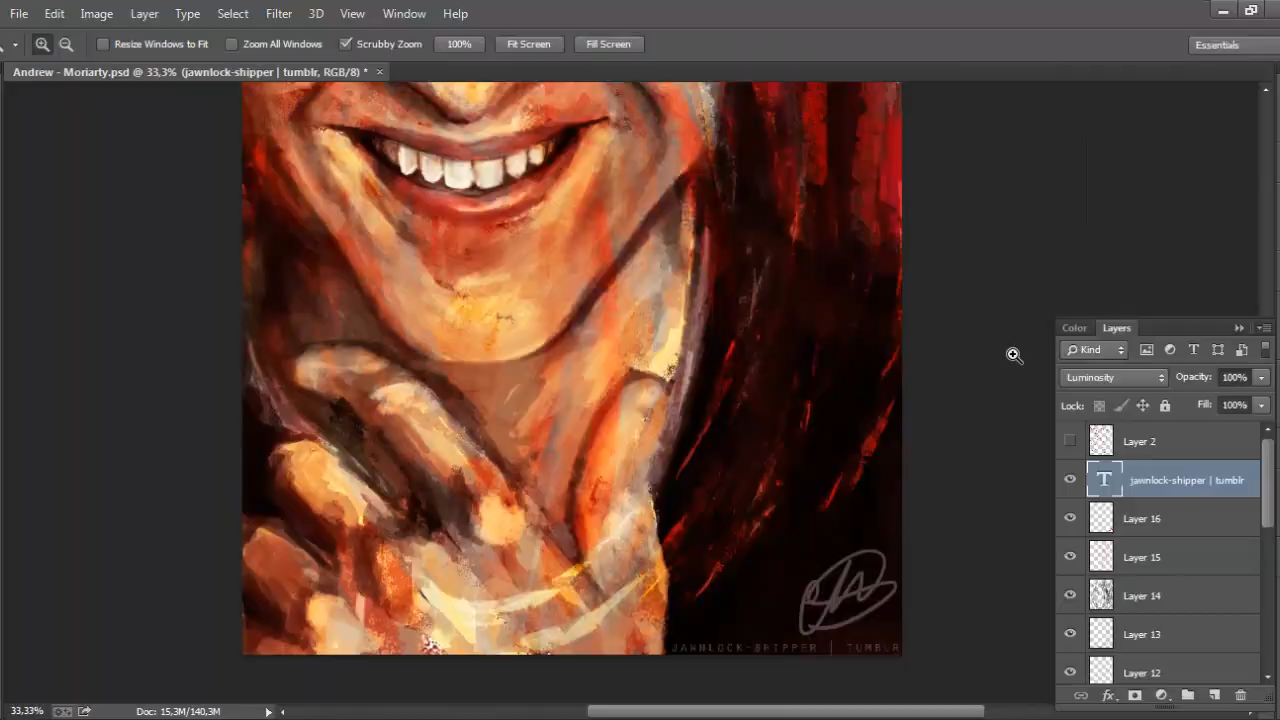 File Edit Image Layer Type Select Filter 3D View Window Help
Resize Windows to Fit Zoom All Windows Scrubby Zoom 100% Fit Screen Fill Screen Essentials
Andrew - Moriarty.psd @ 33,3% (jawnlock-shipper | tumblr, RGB/8) * ×
Color Layers
Kind
Luminosity Opacity: 100%
Lock: Fill: 100%
Layer 2
T jawnlock-shipper | tumblr
Layer 16
Layer 15
Layer 14
Layer 13
Layer 12
JAWNLOCK-SHIPPER | TUMBLR
33,33% Doc: 15,3M/140,3M